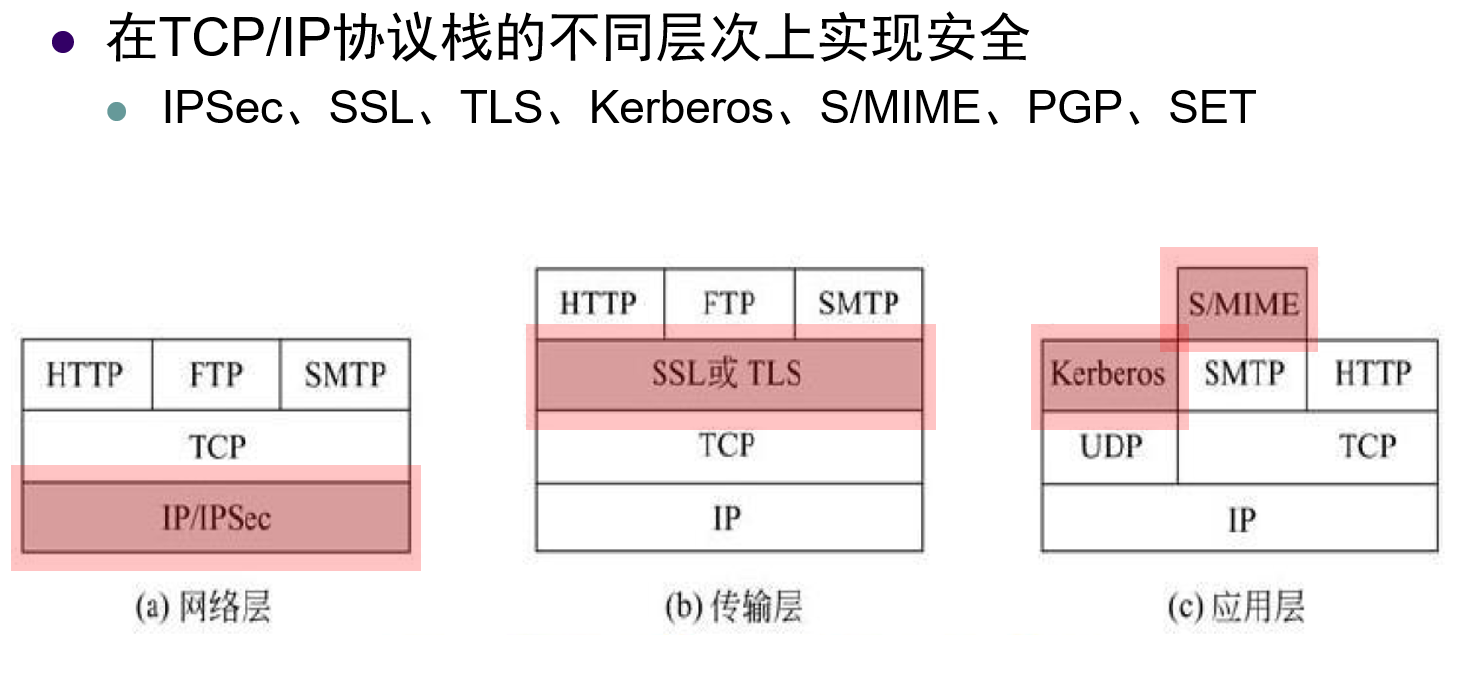 在TCP/IP协议栈的不同层次上实现安全
IPSec、SSL、TLS、Kerberos、S/MIME、PGP、SET
HTTP FTP SMTP
TCP
IP/IPSec
(a) 网络层
HTTP FTP SMTP
SSL或 TLS
TCP
IP
(b) 传输层
S/MIME
Kerberos SMTP HTTP
UDP TCP
IP
(c) 应用层